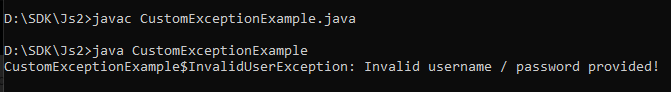 D:\SDK\Js2>javac CustomExceptionExample.java
D:\SDK\Js2>java CustomExceptionExample
CustomExceptionExample$InvalidUserException: Invalid username / password provided!